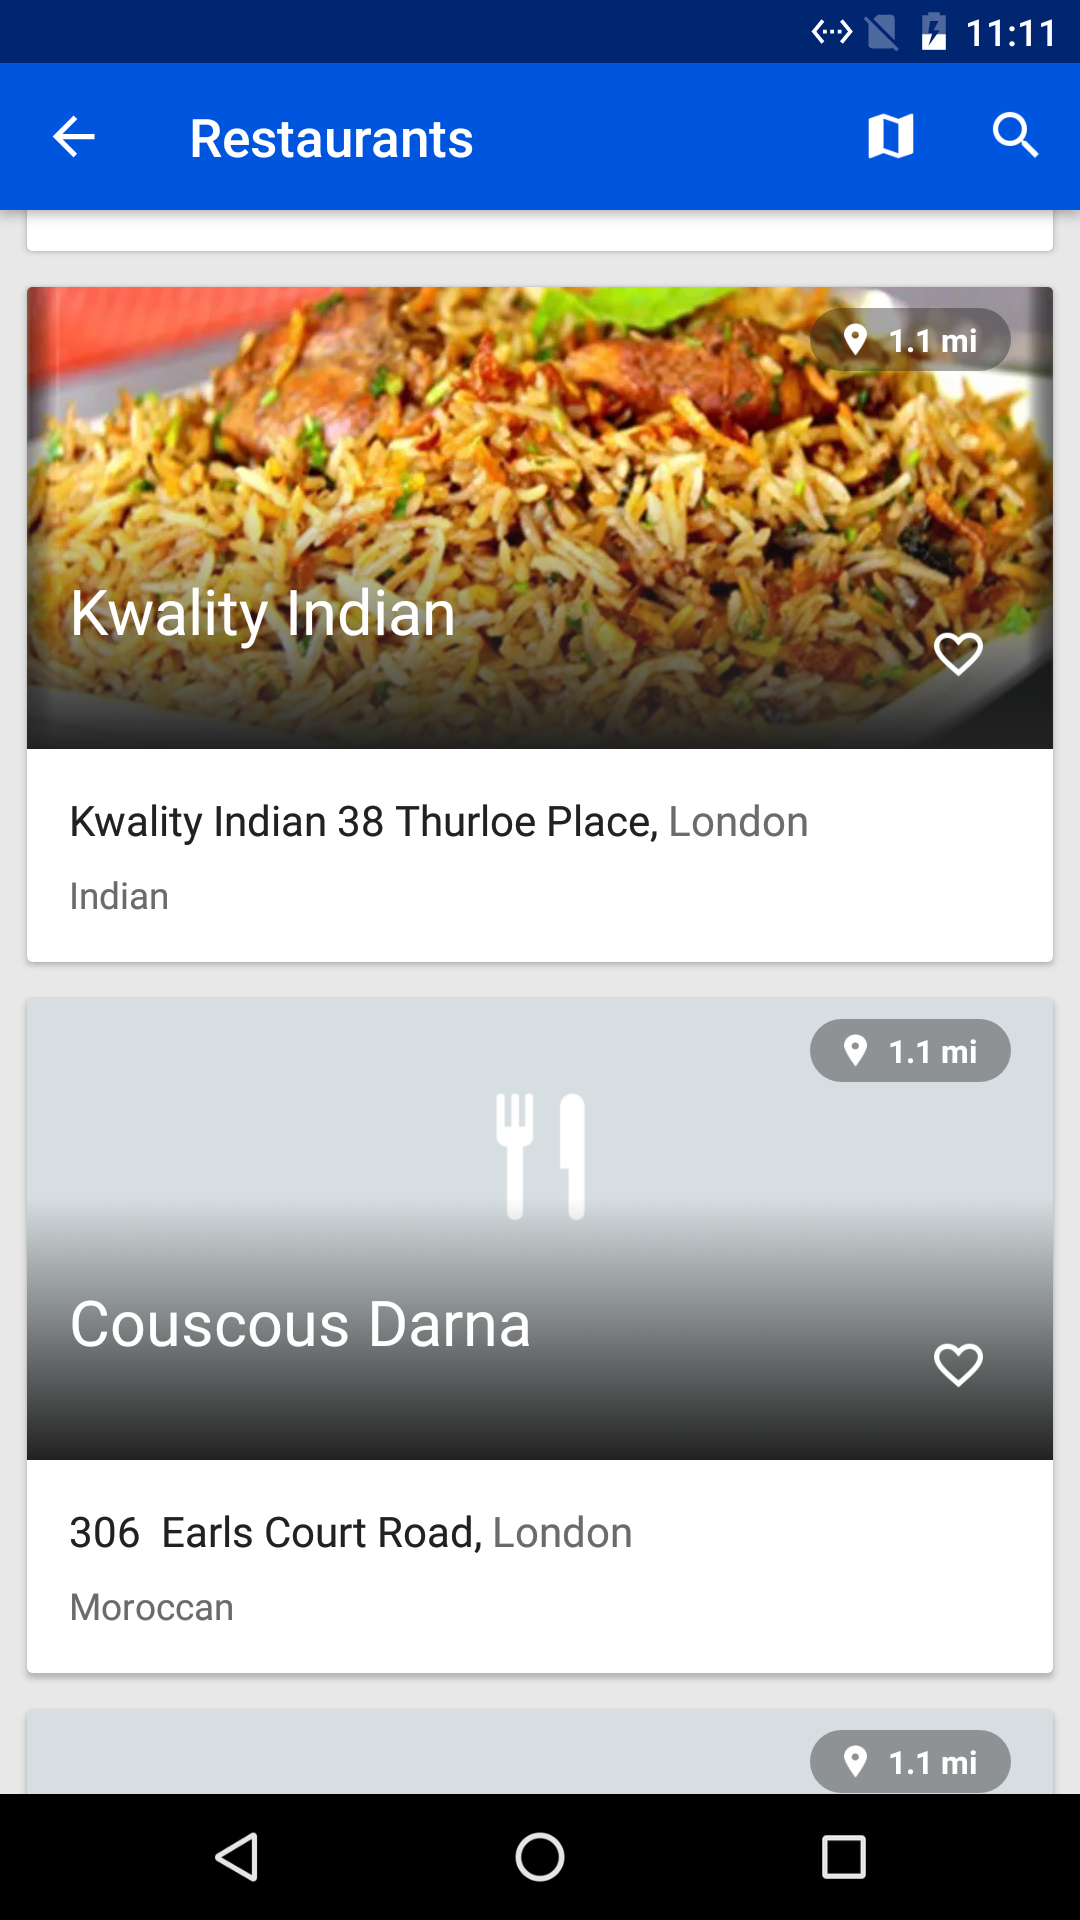 11:11
Restaurants
1.1 mi
Kwality Indian
Kwality Indian 38 Thurloe Place, London
Indian
1.1 mi
Couscous Darna
306  Earls Court Road, London
Moroccan
1.1 mi